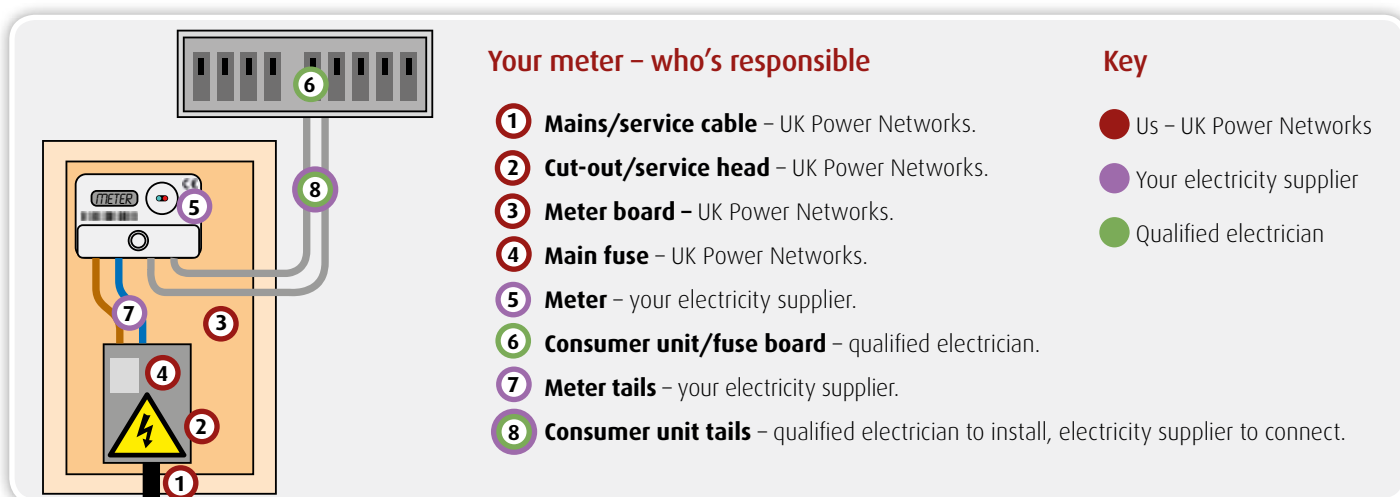 Your meter – who's responsible
1 Mains/service cable – UK Power Networks.
2 Cut-out/service head – UK Power Networks.
3 Meter board – UK Power Networks.
4 Main fuse – UK Power Networks.
5 Meter – your electricity supplier.
6 Consumer unit/fuse board – qualified electrician.
7 Meter tails – your electricity supplier.
8 Consumer unit tails – qualified electrician to install, electricity supplier to connect.
Key
Us – UK Power Networks
Your electricity supplier
Qualified electrician
6
8
METER
CE
5
7
3
4
2
1